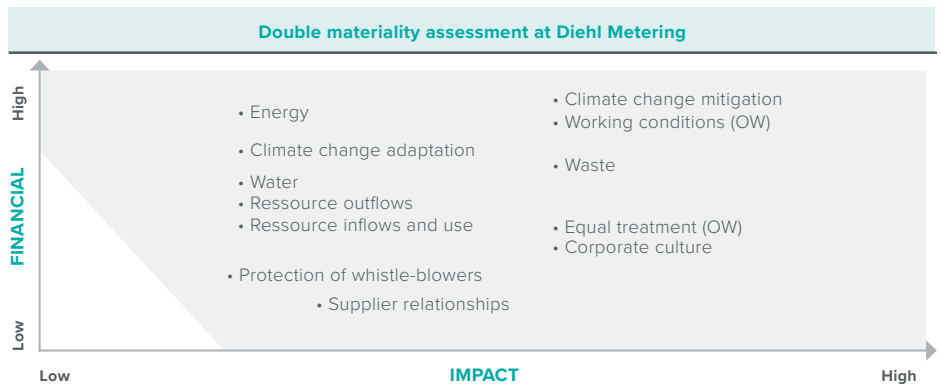 Double materiality assessment at Diehl Metering
High
FINANCIAL
Low
• Energy
• Climate change adaptation
• Water
• Ressource outflows
• Ressource inflows and use
• Protection of whistle-blowers
• Supplier relationships
• Climate change mitigation
• Working conditions (OW)
• Waste
• Equal treatment (OW)
• Corporate culture
Low
IMPACT
High